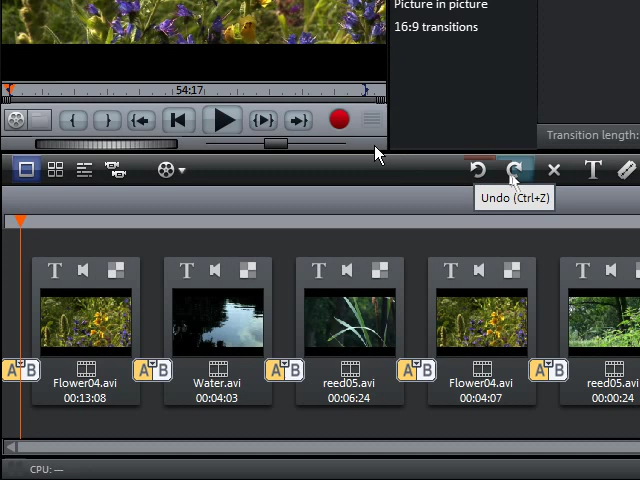 Picture in picture
16:9 transitions
54:17
Transition length:
T
Undo (Ctrl+Z)
T
T
T
T
T
A B
Flower04.avi
00:13:08
A B
Water.avi
00:04:03
A B
reed05.avi
00:06:24
A B
Flower04.avi
00:04:07
A B
reed05.avi
00:00:24
CPU: —